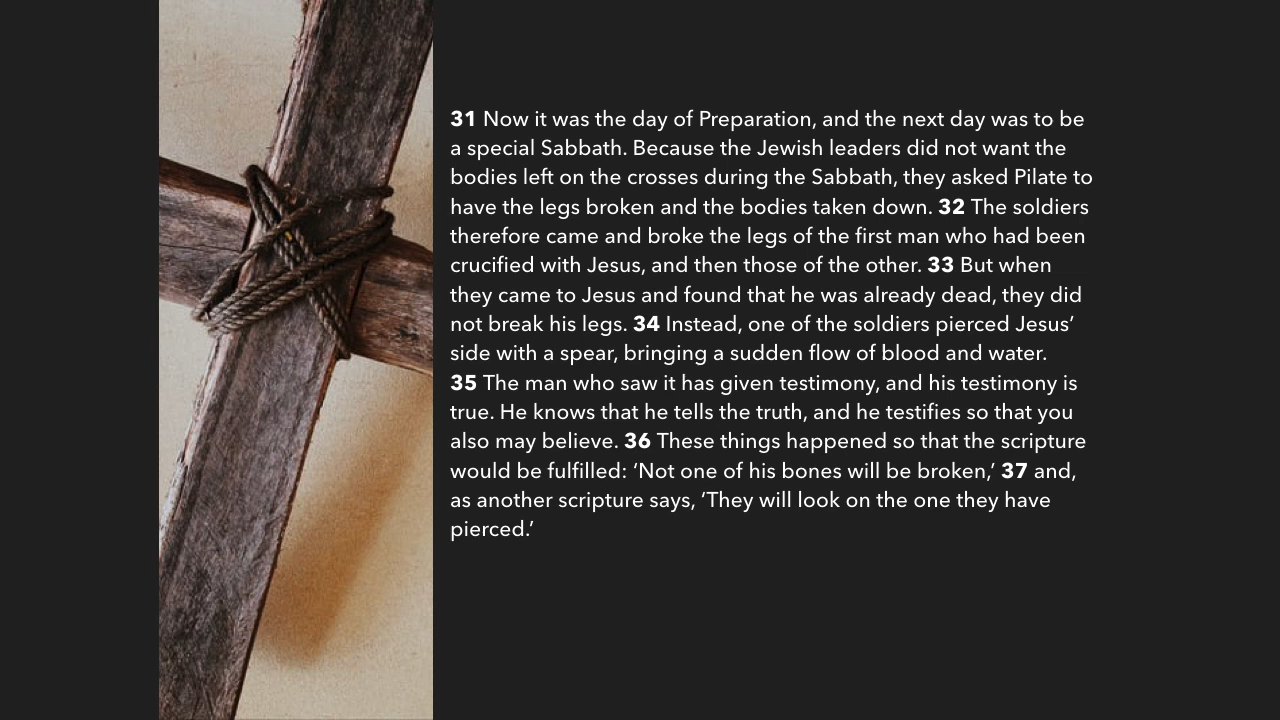 31 Now it was the day of Preparation, and the next day was to be
a special Sabbath. Because the Jewish leaders did not want the
bodies left on the crosses during the Sabbath, they asked Pilate to
have the legs broken and the bodies taken down. 32 The soldiers
therefore came and broke the legs of the first man who had been
crucified with Jesus, and then those of the other. 33 But when
they came to Jesus and found that he was already dead, they did
not break his legs. 34 Instead, one of the soldiers pierced Jesus’
side with a spear, bringing a sudden flow of blood and water.
35 The man who saw it has given testimony, and his testimony is
true. He knows that he tells the truth, and he testifies so that you
also may believe. 36 These things happened so that the scripture
would be fulfilled: ‘Not one of his bones will be broken,’ 37 and,
as another scripture says, ‘They will look on the one they have
pierced.’